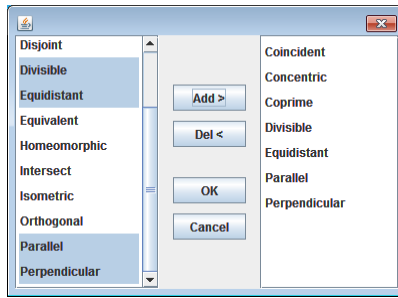 Disjoint
Divisible
Equidistant
Equivalent
Homeomorphic
Intersect
Isometric
Orthogonal
Parallel
Perpendicular
Add >
Del <
OK
Cancel
Coincident
Concentric
Coprime
Divisible
Equidistant
Parallel
Perpendicular